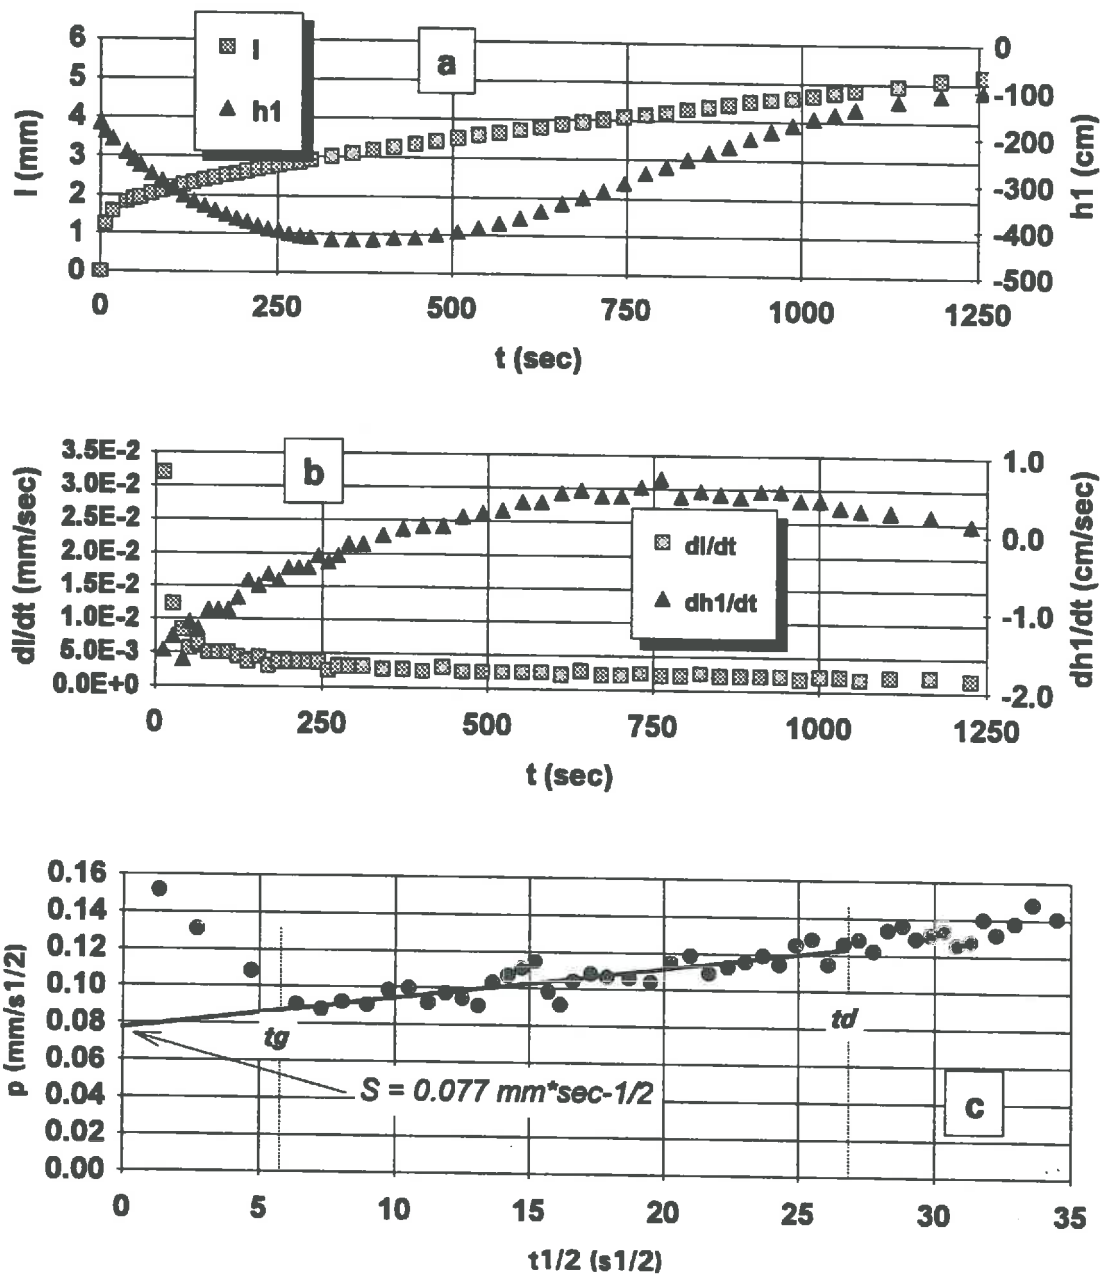 6
5
4
3
2
1
0
l (mm)
l
h1
a
0
-100
-200
-300
-400
-500
h1 (cm)
0 250 500 750 1000 1250
t (sec)
3.5E-2
3.0E-2
2.5E-2
2.0E-2
1.5E-2
1.0E-2
5.0E-3
0.0E+0
dl/dt (mm/sec)
b
dl/dt
dh1/dt
1.0
0.0
-1.0
-2.0
dh1/dt (cm/sec)
0 250 500 750 1000 1250
t (sec)
0.16
0.14
0.12
0.10
0.08
0.06
0.04
0.02
0.00
p (mm/s1/2)
tg
td
S = 0.077 mm*sec-1/2
c
0 5 10 15 20 25 30 35
t1/2 (s1/2)